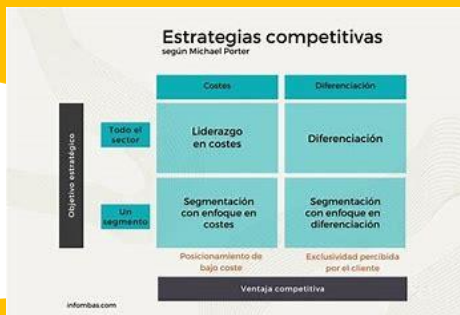 Estrategias competitivas
según Michael Porter
Costes
Diferenciación
Objetivo estratégico
Todo el
sector
Liderazgo
en costes
Diferenciación
Un
segmento
Segmentación
con enfoque en
costes
Segmentación
con enfoque en
diferenciación
Posicionamiento de
bajo coste
Exclusividad percibida
por el cliente
Ventaja competitiva
infombas.com